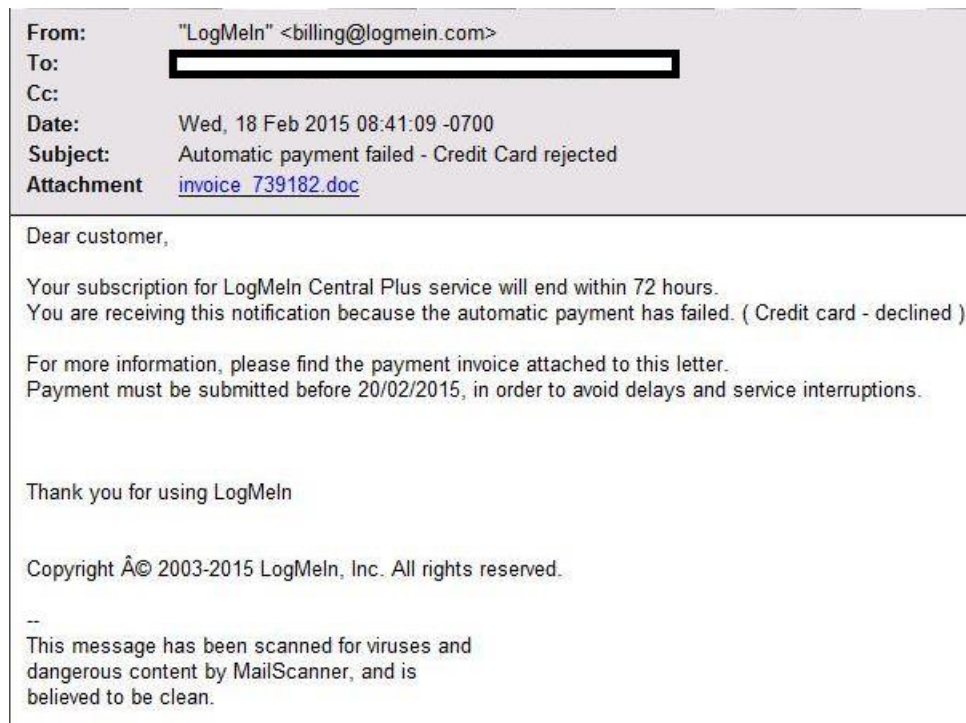 From: "LogMeIn" <billing@logmein.com>
To:
Cc:
Date: Wed, 18 Feb 2015 08:41:09 -0700
Subject: Automatic payment failed - Credit Card rejected
Attachment invoice_739182.doc
Dear customer,
Your subscription for LogMeIn Central Plus service will end within 72 hours.
You are receiving this notification because the automatic payment has failed. ( Credit card - declined )
For more information, please find the payment invoice attached to this letter.
Payment must be submitted before 20/02/2015, in order to avoid delays and service interruptions.
Thank you for using LogMeIn
Copyright Â© 2003-2015 LogMeIn, Inc. All rights reserved.
--
This message has been scanned for viruses and
dangerous content by MailScanner, and is
believed to be clean.